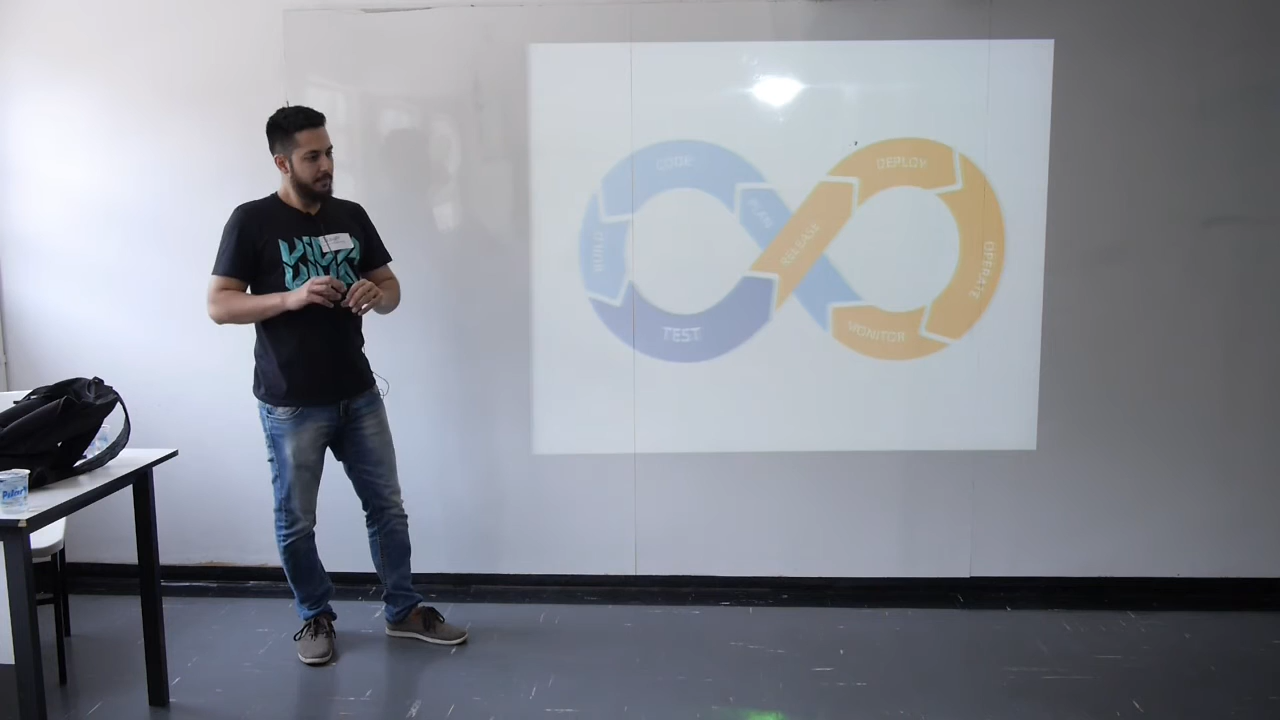 CODE
DEPLOY
PLAN
BUILD
RELEASE
OPERATE
TEST
MONITOR